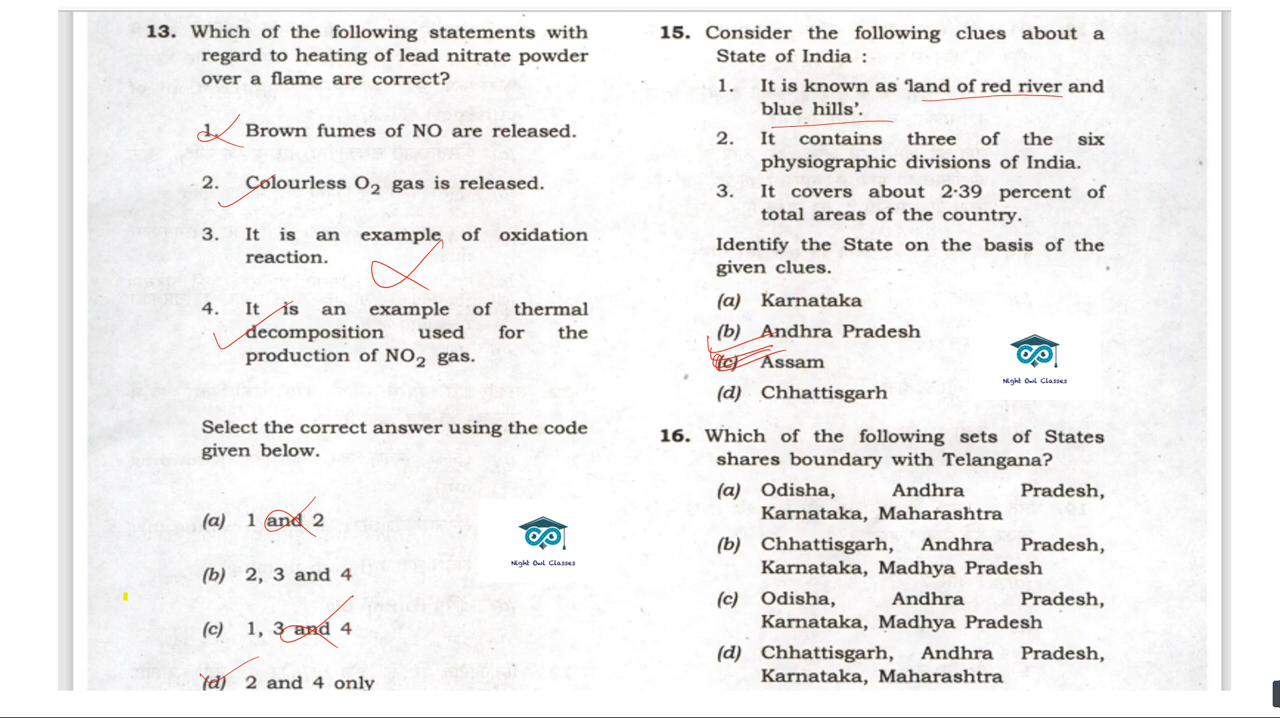 13. Which of the following statements with
regard to heating of lead nitrate powder
over a flame are correct?
1. Brown fumes of NO are released.
2. Colourless O₂ gas is released.
3. It is an example of oxidation
reaction.
4. It is an example of thermal
decomposition used for the
production of NO₂ gas.
Select the correct answer using the code
given below.
(a) 1 and 2
(b) 2, 3 and 4
(c) 1, 3 and 4
(d) 2 and 4 only
Night Owl Classes
15. Consider the following clues about a
State of India :
1. It is known as ‘land of red river and
blue hills’.
2. It contains three of the six
physiographic divisions of India.
3. It covers about 2·39 percent of
total areas of the country.
Identify the State on the basis of the
given clues.
(a) Karnataka
(b) Andhra Pradesh
(c) Assam
(d) Chhattisgarh
Night Owl Classes
16. Which of the following sets of States
shares boundary with Telangana?
(a) Odisha, Andhra Pradesh,
Karnataka, Maharashtra
(b) Chhattisgarh, Andhra Pradesh,
Karnataka, Madhya Pradesh
(c) Odisha, Andhra Pradesh,
Karnataka, Madhya Pradesh
(d) Chhattisgarh, Andhra Pradesh,
Karnataka, Maharashtra